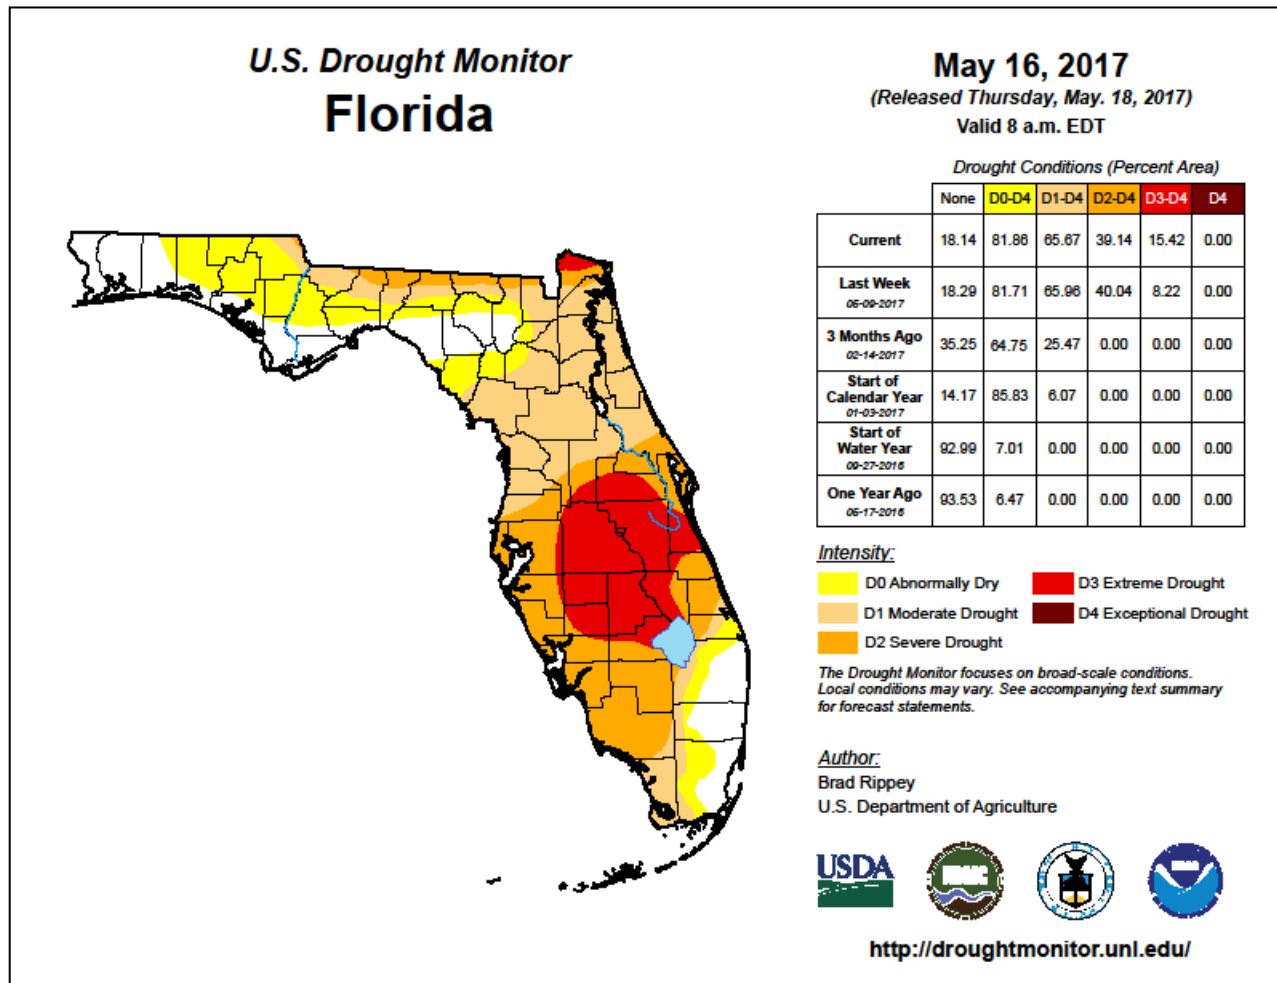 U.S. Drought Monitor
Florida
May 16, 2017
(Released Thursday, May. 18, 2017)
Valid 8 a.m. EDT
Drought Conditions (Percent Area)
None D0-D4 D1-D4 D2-D4 D3-D4 D4
Current 18.14 81.86 65.67 39.14 15.42 0.00
Last Week 18.29 81.71 65.96 40.04 8.22 0.00
05-09-2017
3 Months Ago 35.25 64.75 25.47 0.00 0.00 0.00
02-14-2017
Start of
Calendar Year 14.17 85.83 6.07 0.00 0.00 0.00
01-03-2017
Start of
Water Year 92.99 7.01 0.00 0.00 0.00 0.00
09-27-2016
One Year Ago 93.53 6.47 0.00 0.00 0.00 0.00
05-17-2016
Intensity:
D0 Abnormally Dry D3 Extreme Drought
D1 Moderate Drought D4 Exceptional Drought
D2 Severe Drought
The Drought Monitor focuses on broad-scale conditions.
Local conditions may vary. See accompanying text summary
for forecast statements.
Author:
Brad Rippey
U.S. Department of Agriculture
USDA
http://droughtmonitor.unl.edu/